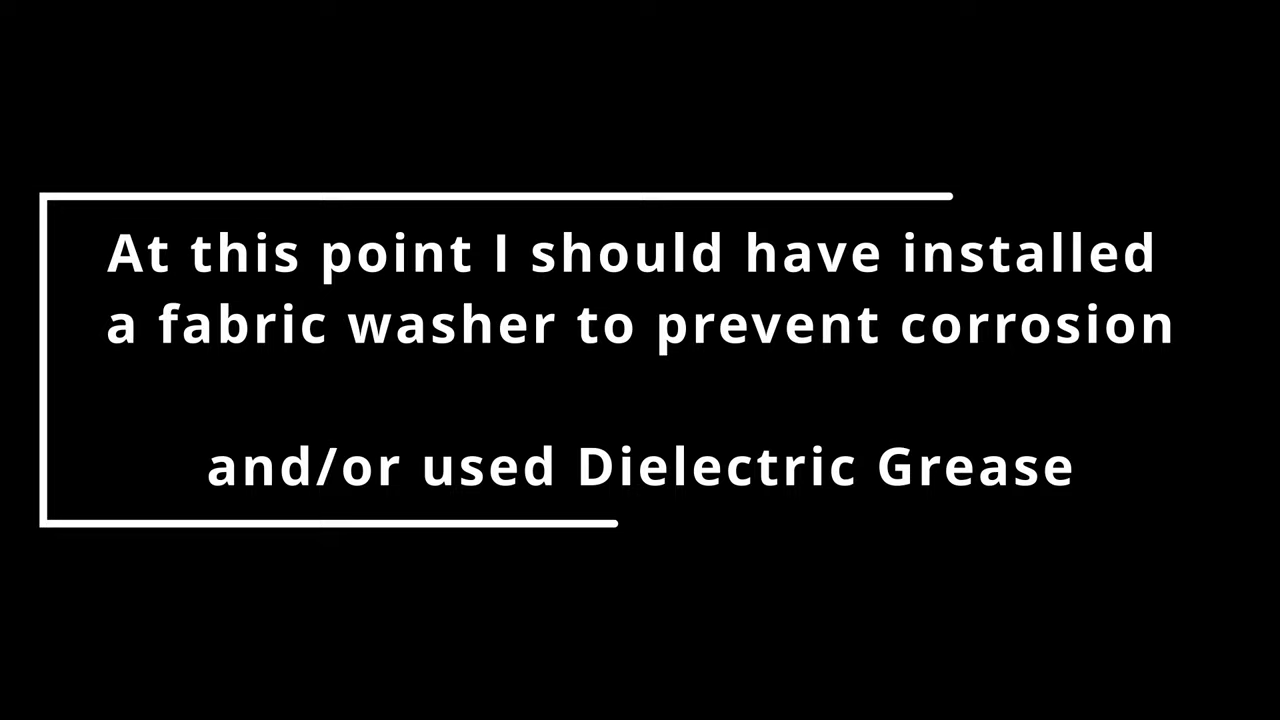 At this point I should have installed
a fabric washer to prevent corrosion
and/or used Dielectric Grease